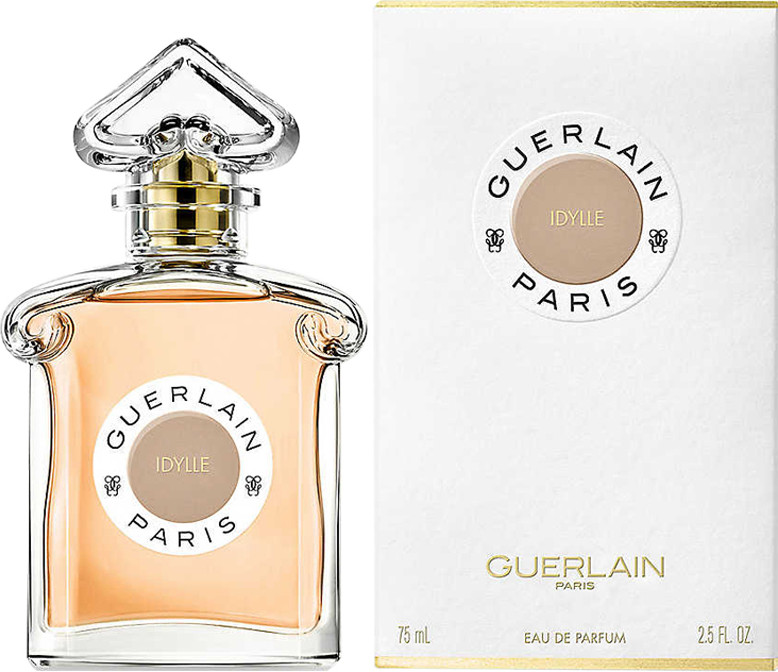 GUERLAIN
IDYLLE
PARIS
GUERLAIN
IDYLLE
PARIS
GUERLAIN
PARIS
75 mL EAU DE PARFUM 2.5 FL. OZ.